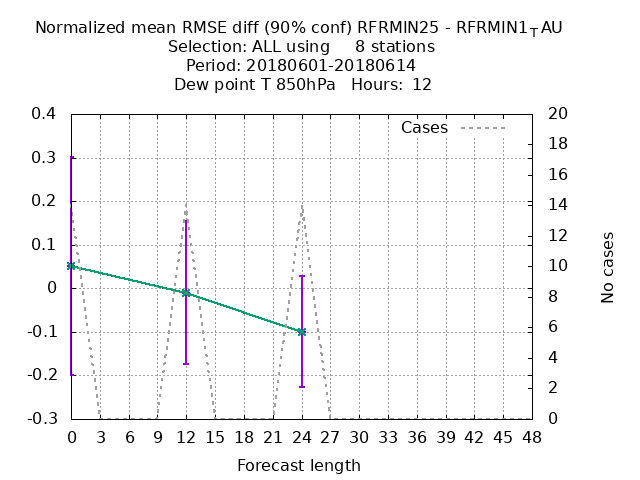 Normalized mean RMSE diff (90% conf) RFRMIN25 - RFRMIN1TAU
Selection: ALL using     8 stations
Period: 20180601-20180614
Dew point T 850hPa   Hours:  12
Cases
0.4
0.3
0.2
0.1
0
-0.1
-0.2
-0.3
20
18
16
14
12
10
8
6
4
2
0
No cases
0 3 6 9 12 15 18 21 24 27 30 33 36 39 42 45 48
Forecast length